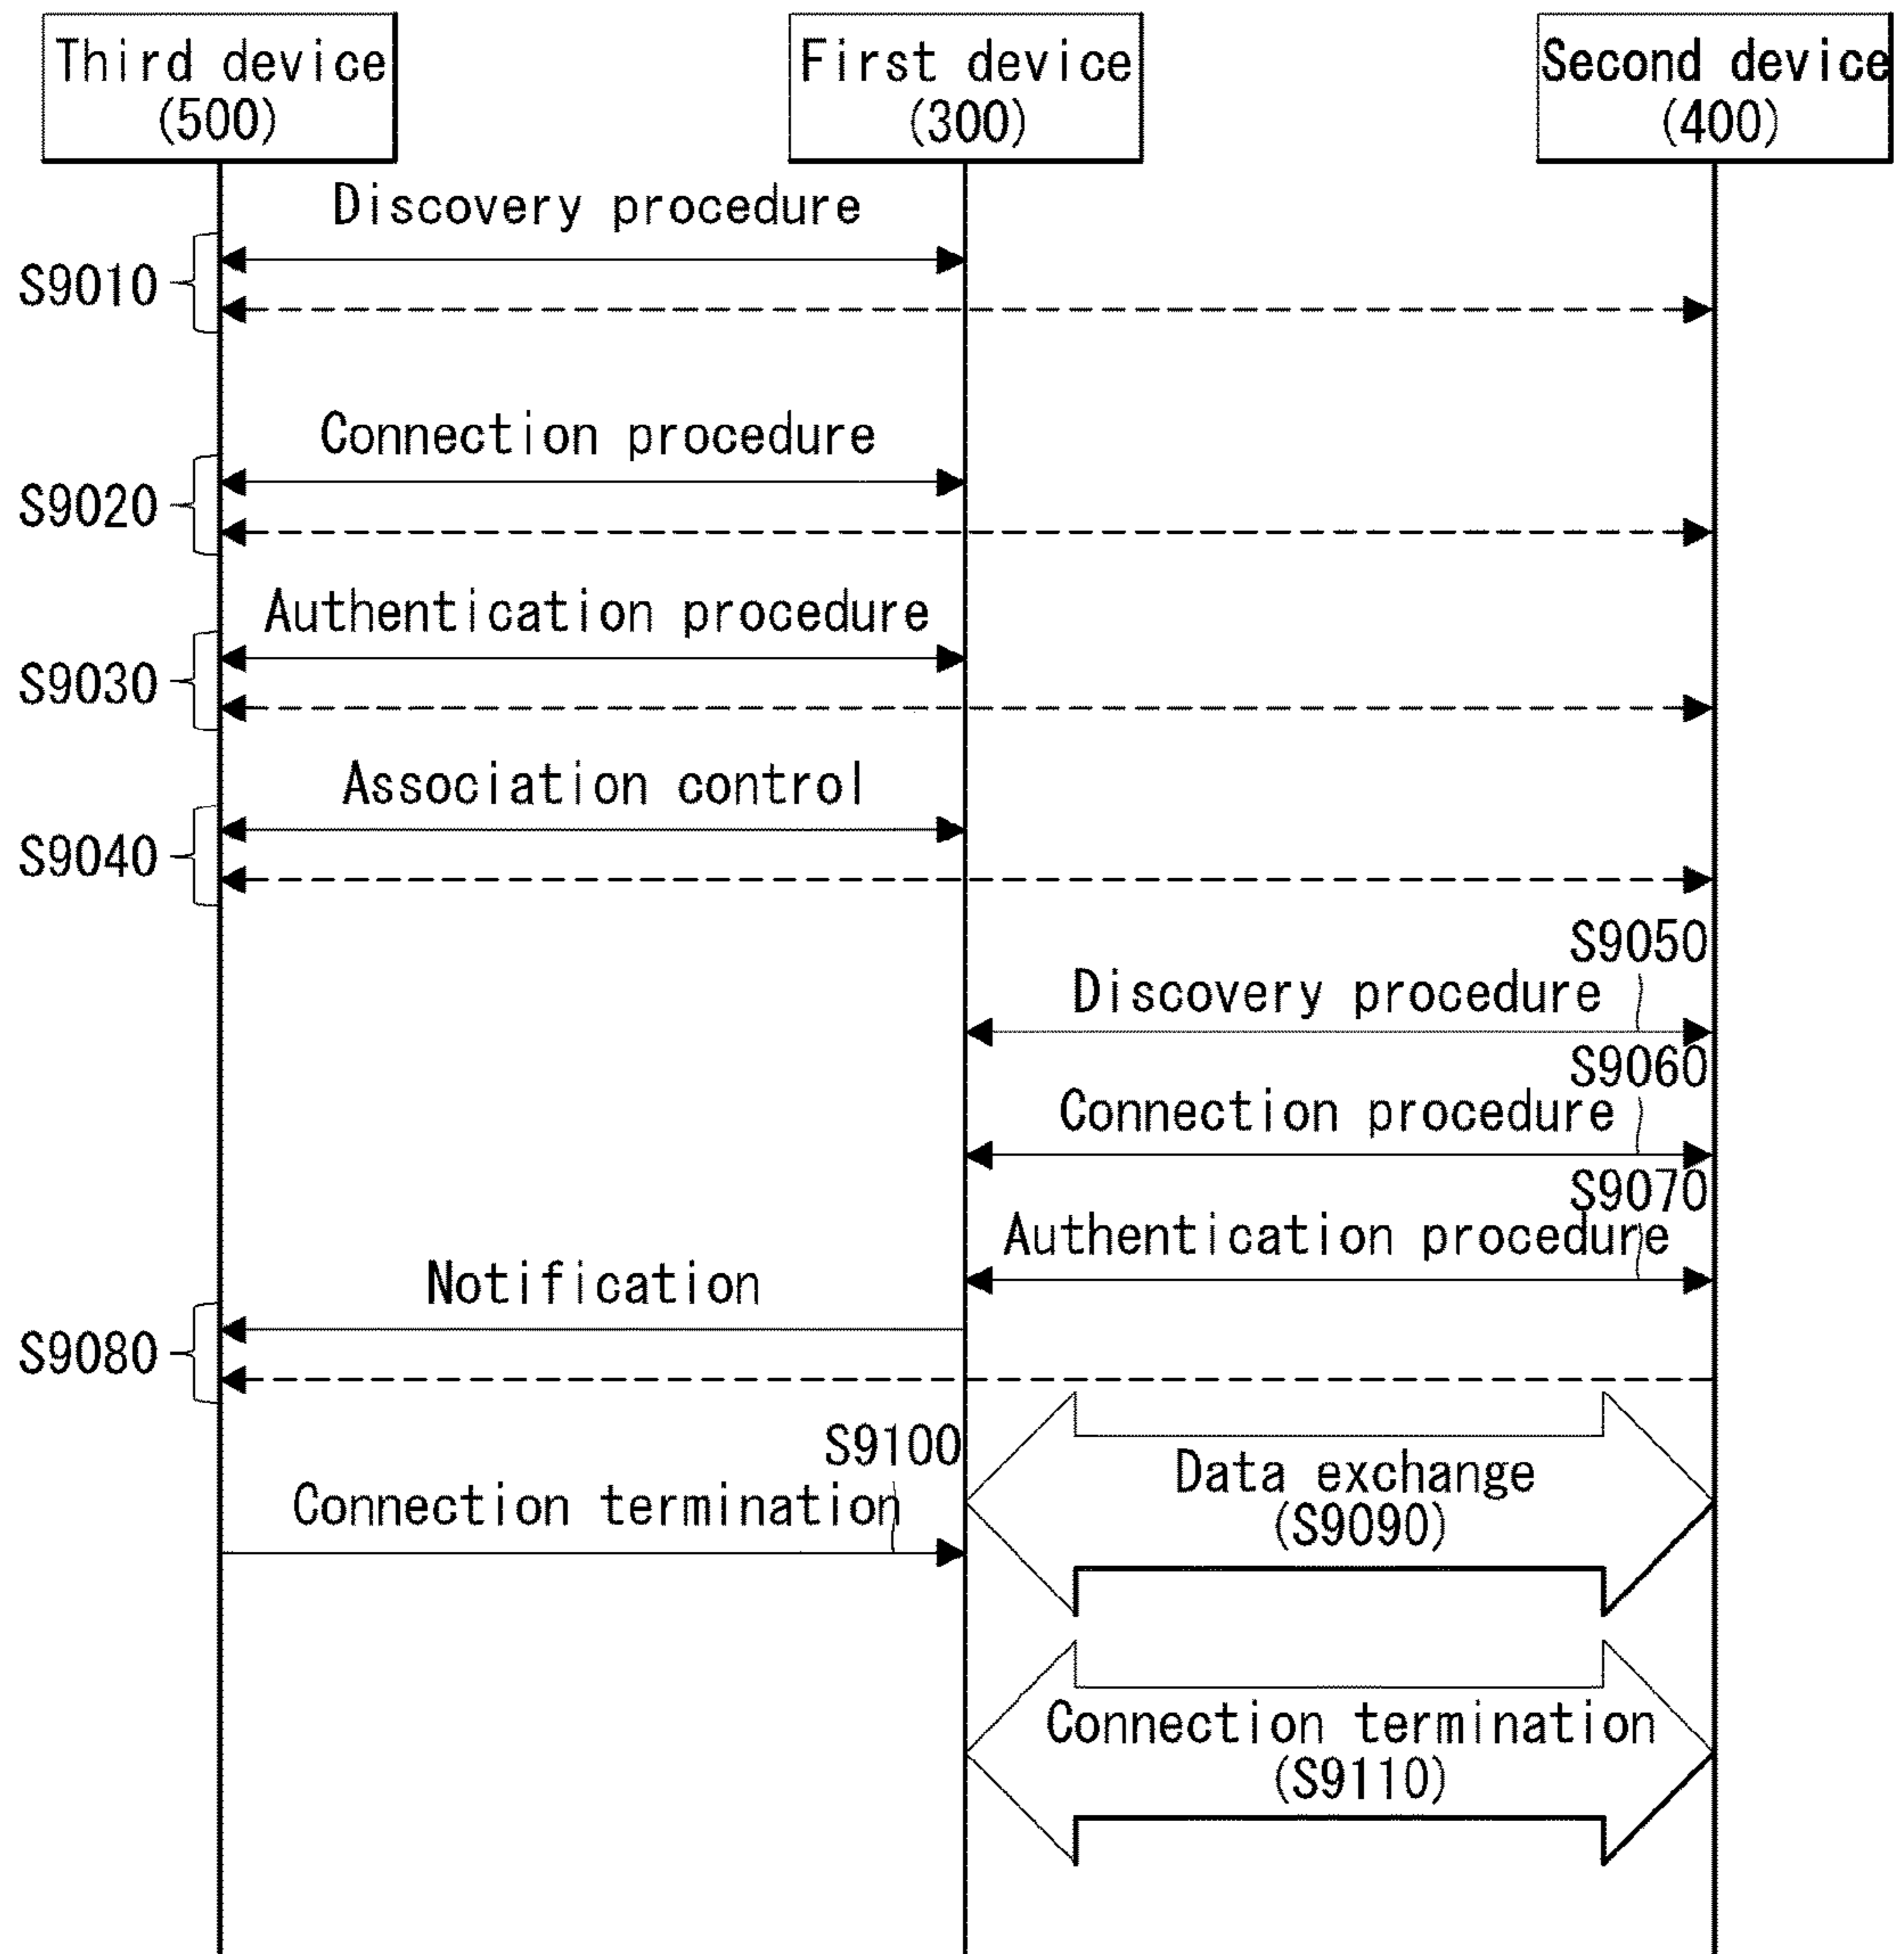 Third device
(500)
First device
(300)
Second device
(400)
Discovery procedure
S9010
Connection procedure
S9020
Authentication procedure
S9030
Association control
S9040
S9050
Discovery procedure
S9060
Connection procedure
S9070
Authentication procedure
Notification
S9080
S9100
Connection termination
Data exchange
(S9090)
Connection termination
(S9110)